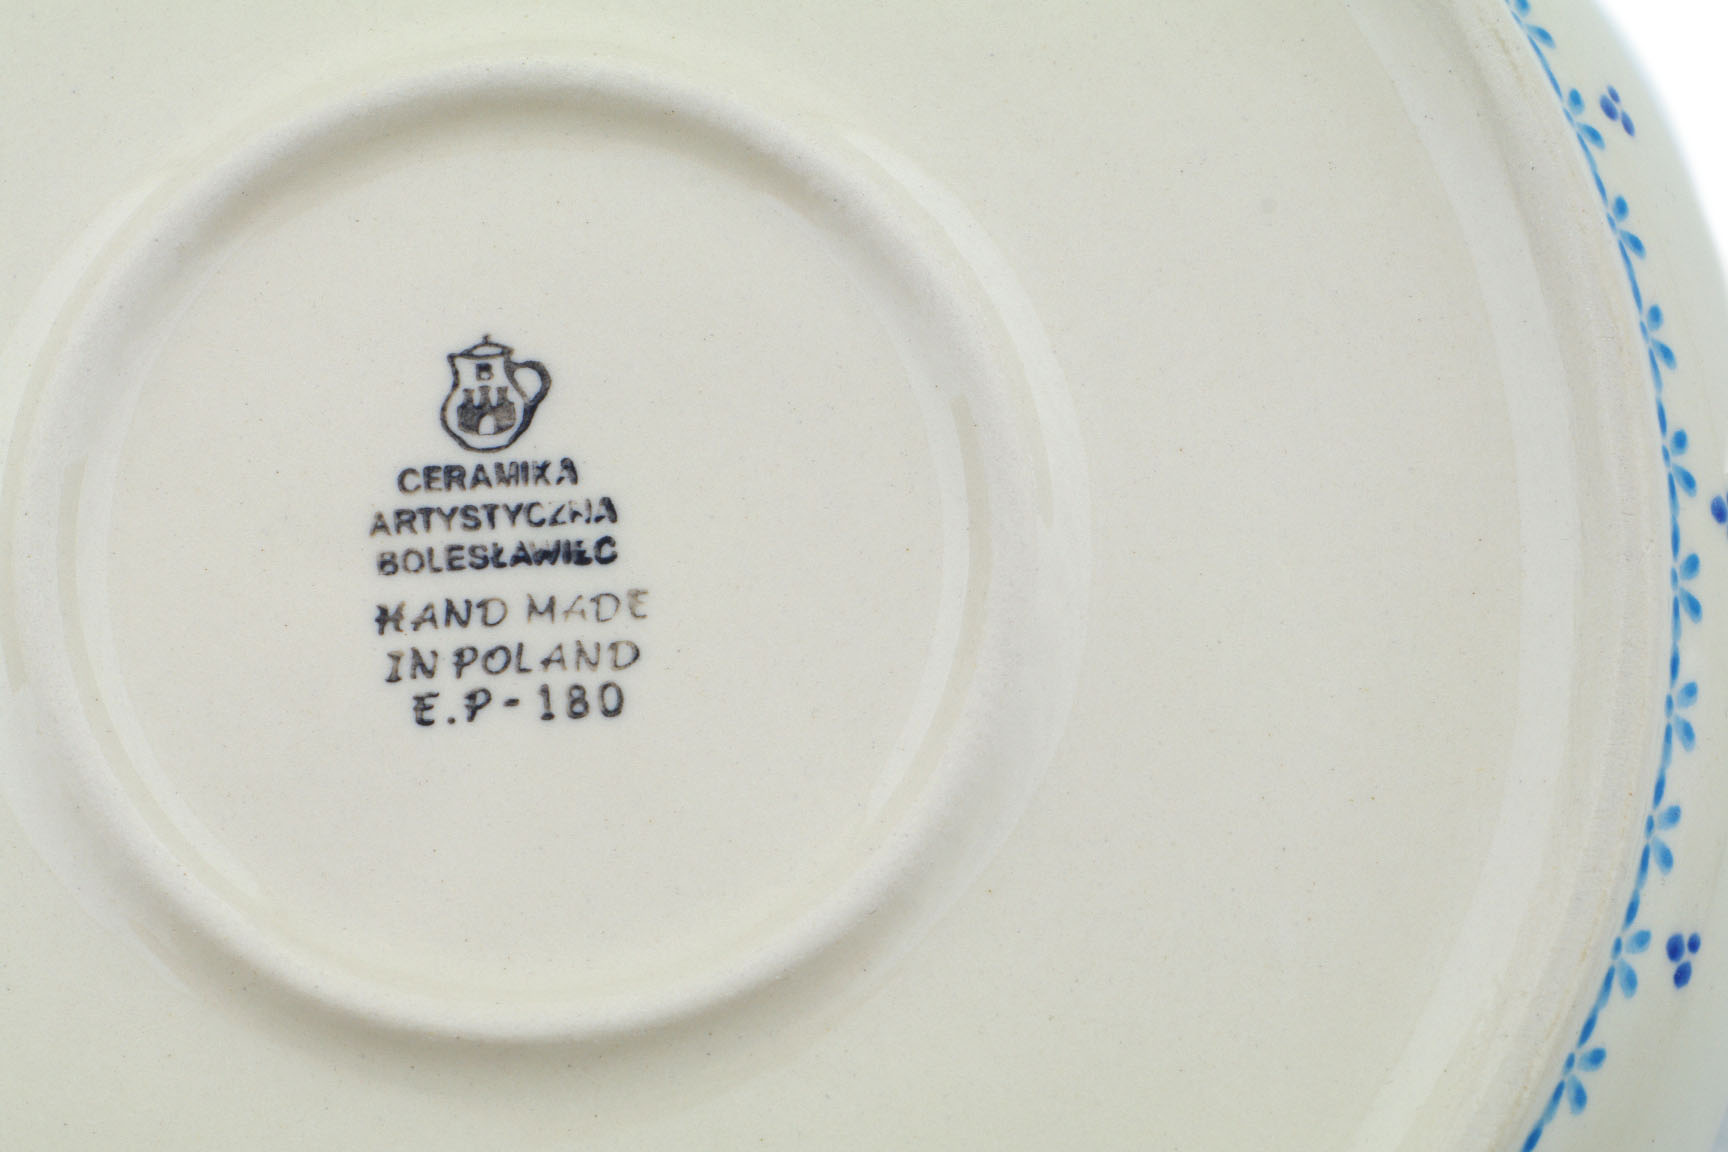 B
CERAMIKA
ARTYSTYCZNA
BOLESŁAWIEC
HAND MADE
IN POLAND
E.P-180